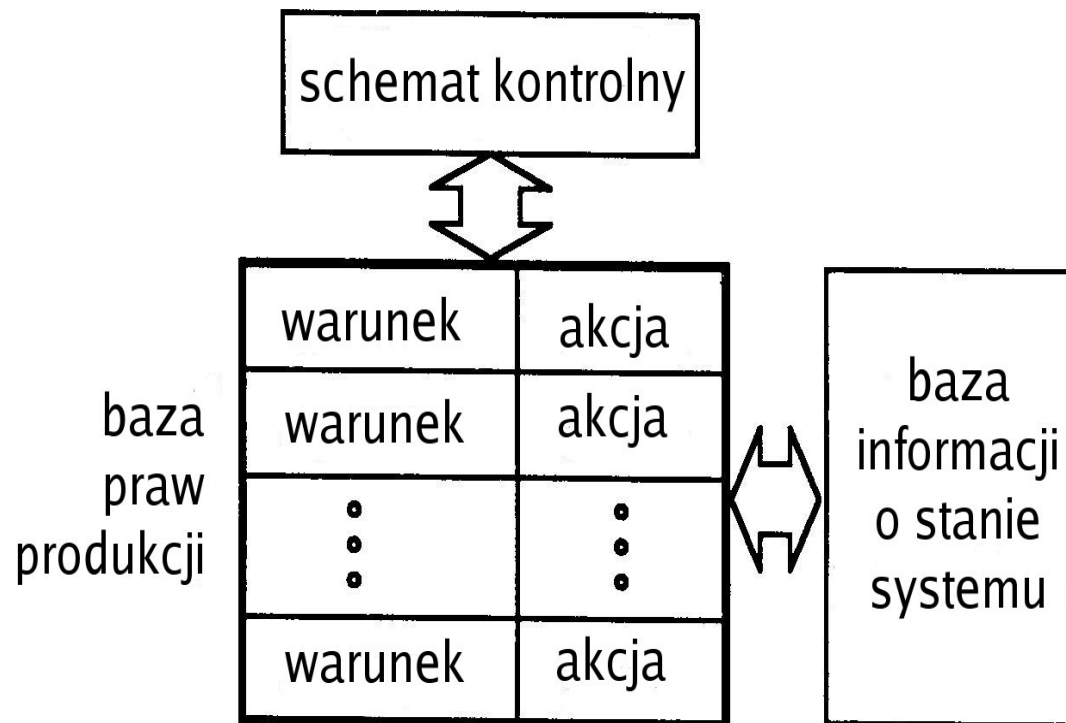 schemat kontrolny
warunek akcja
warunek akcja
warunek akcja
baza
praw
produkcji
baza
informacji
o stanie
systemu